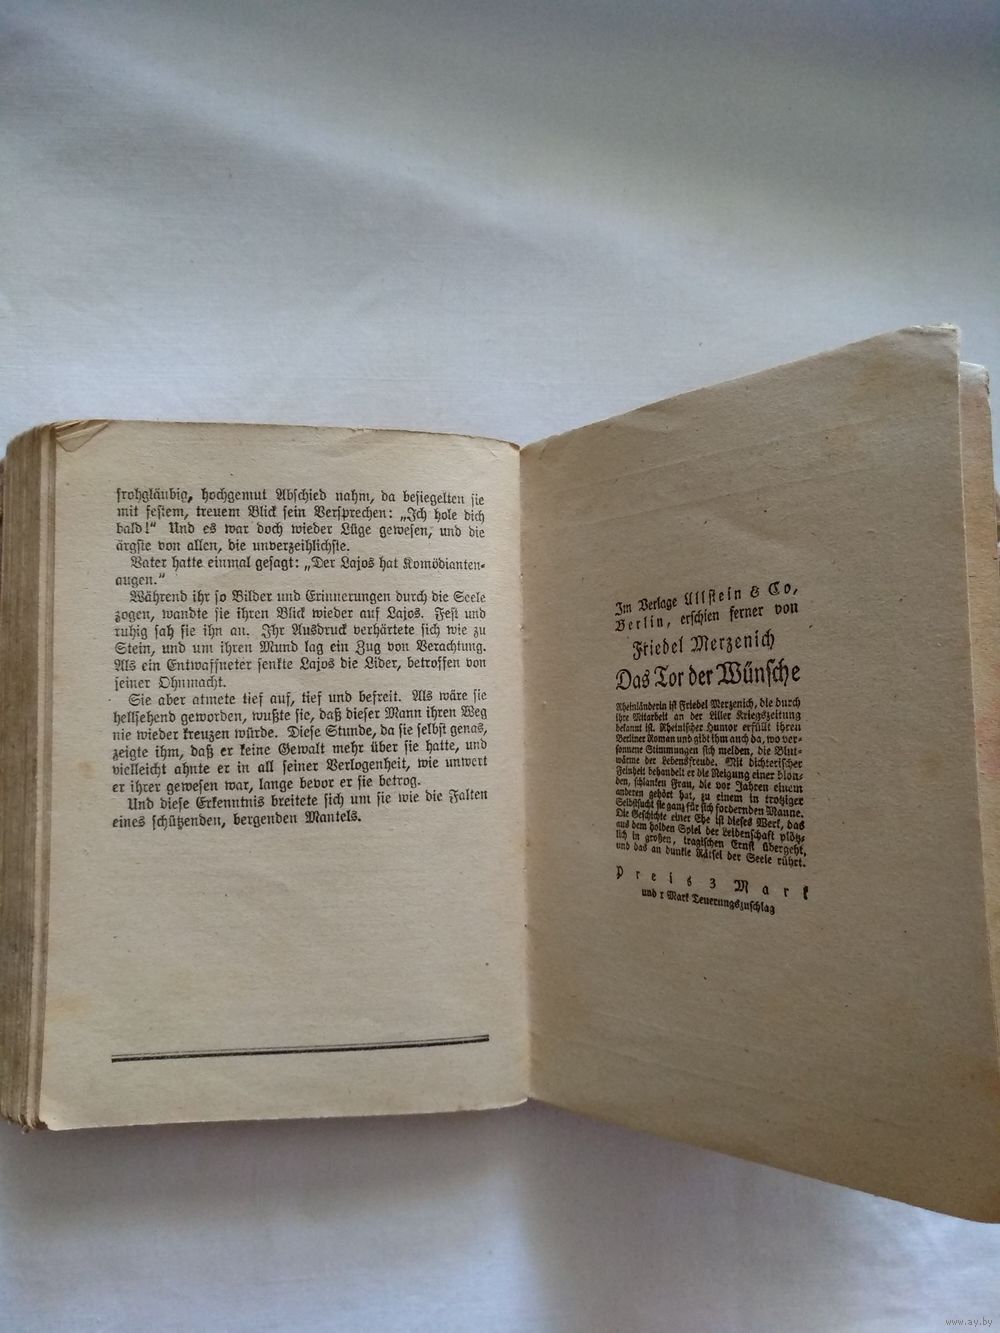 frohgläubig, hochgemut Abschied nahm, da besiegelten sie
mit festem, treuem Blick sein Versprechen: „Ich hole dich
bald!“ Und es war doch wieder Lüge gewesen, und die
ärgste von allen, die unverzeihlichste.
Vater hatte einmal gesagt: „Der Lajos hat Komödianten-
augen.“
Während ihr so Bilder und Erinnerungen durch die Seele
zogen, wandte sie ihren Blick wieder auf Lajos. Fest und
ruhig sah sie ihn an. Ihr Ausdruck verhärtete sich wie zu
Stein, und um ihren Mund lag ein Zug von Verachtung.
Als ein Entwaffneter senkte Lajos die Lider, betroffen von
seiner Ohnmacht.
Sie aber atmete tief auf, tief und befreit. Als wäre sie
hellsehend geworden, wußte sie, daß dieser Mann ihren Weg
nie wieder kreuzen würde. Diese Stunde, da sie selbst genas,
zeigte ihm, daß er keine Gewalt mehr über sie hatte, und
vielleicht ahnte er in all seiner Verlogenheit, wie unwert
er ihrer gewesen war, lange bevor er sie betrog.
Und diese Erkenntnis breitete sich um sie wie die Falten
eines schützenden, bergenden Mantels.
Im Verlage Ullstein & Co,
Berlin, erschien ferner von
Friedel Merzenich
Das Tor der Wünsche
Rheinländerin ist Friedel Merzenich, die durch
ihre Mitarbeit an der Liller Kriegszeitung
bekannt ist. Rheinischer Humor erfüllt ihren
Berliner Roman und gibt ihm auch da, wo ver-
sonnene Stimmungen sich melden, die Blut-
wärme der Lebensfreude. Mit dichterischer
Feinheit behandelt er die Neigung einer blon-
den, schlanken Frau, die vor Jahren einem
anderen gehört hat, zu einem in trotziger
Selbstsucht sie ganz für sich fordernden Manne.
Die Geschichte einer Ehe ist dieses Werk, das
aus dem holden Spiel der Leidenschaft plötz-
lich in großen, tragischen Ernst übergeht,
und das an dunkle Rätsel der Seele rührt.
Preis 3 Mark
und 1 Mark Teuerungszuschlag
www.ay.by